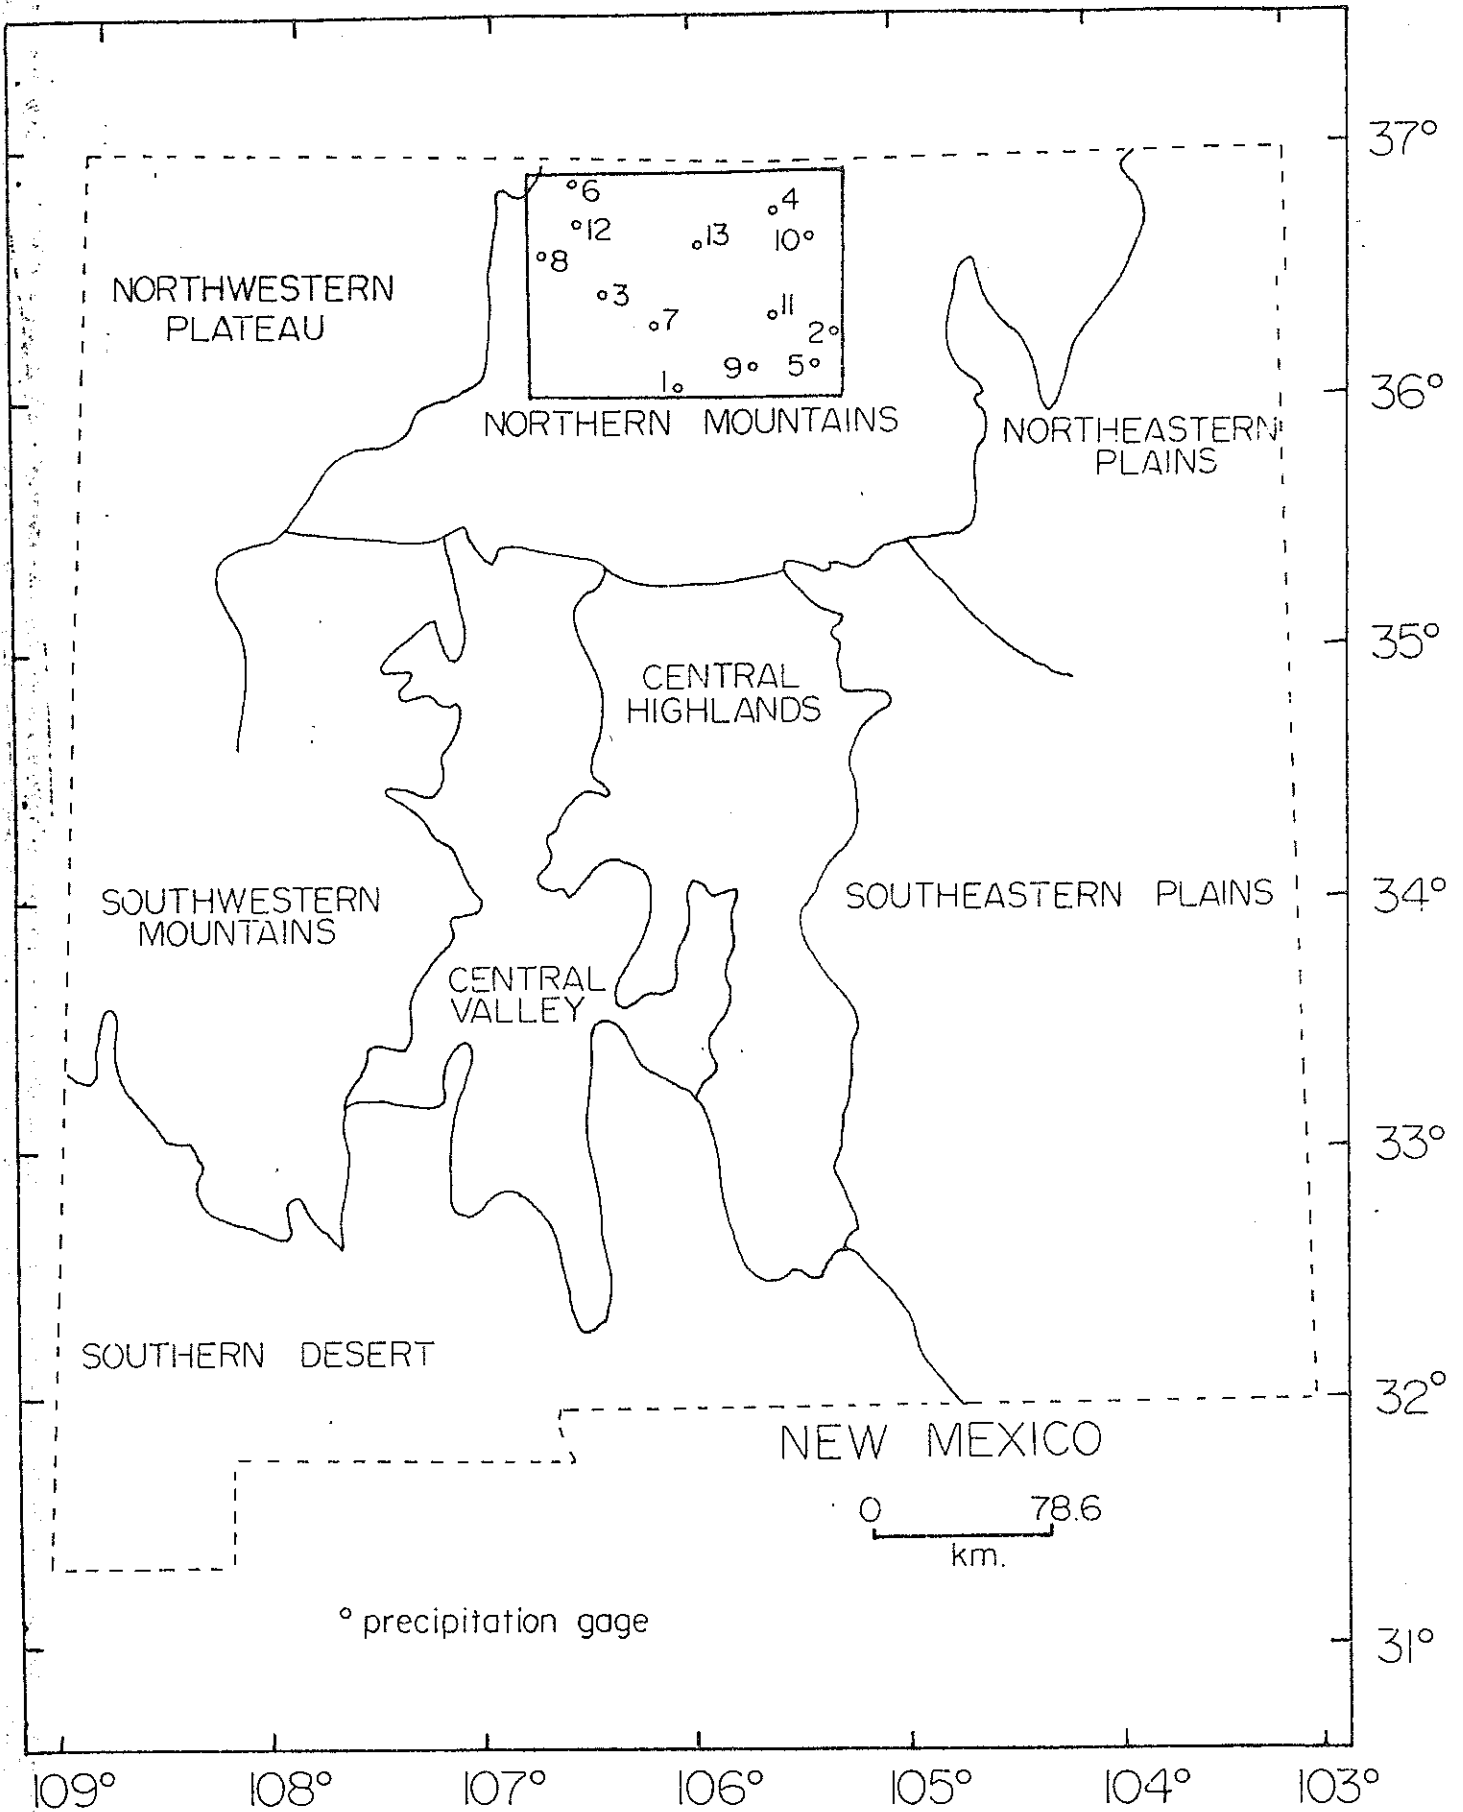 37°
6
4
12
13
10
8
NORTHWESTERN
PLATEAU
3
7
11
2
9
5
1
36°
NORTHERN MOUNTAINS
NORTHEASTERN
PLAINS
35°
CENTRAL
HIGHLANDS
SOUTHWESTERN
MOUNTAINS
SOUTHEASTERN PLAINS
34°
CENTRAL
VALLEY
33°
SOUTHERN DESERT
32°
NEW MEXICO
0 78.6
km.
° precipitation gage
31°
109° 108° 107° 106° 105° 104° 103°